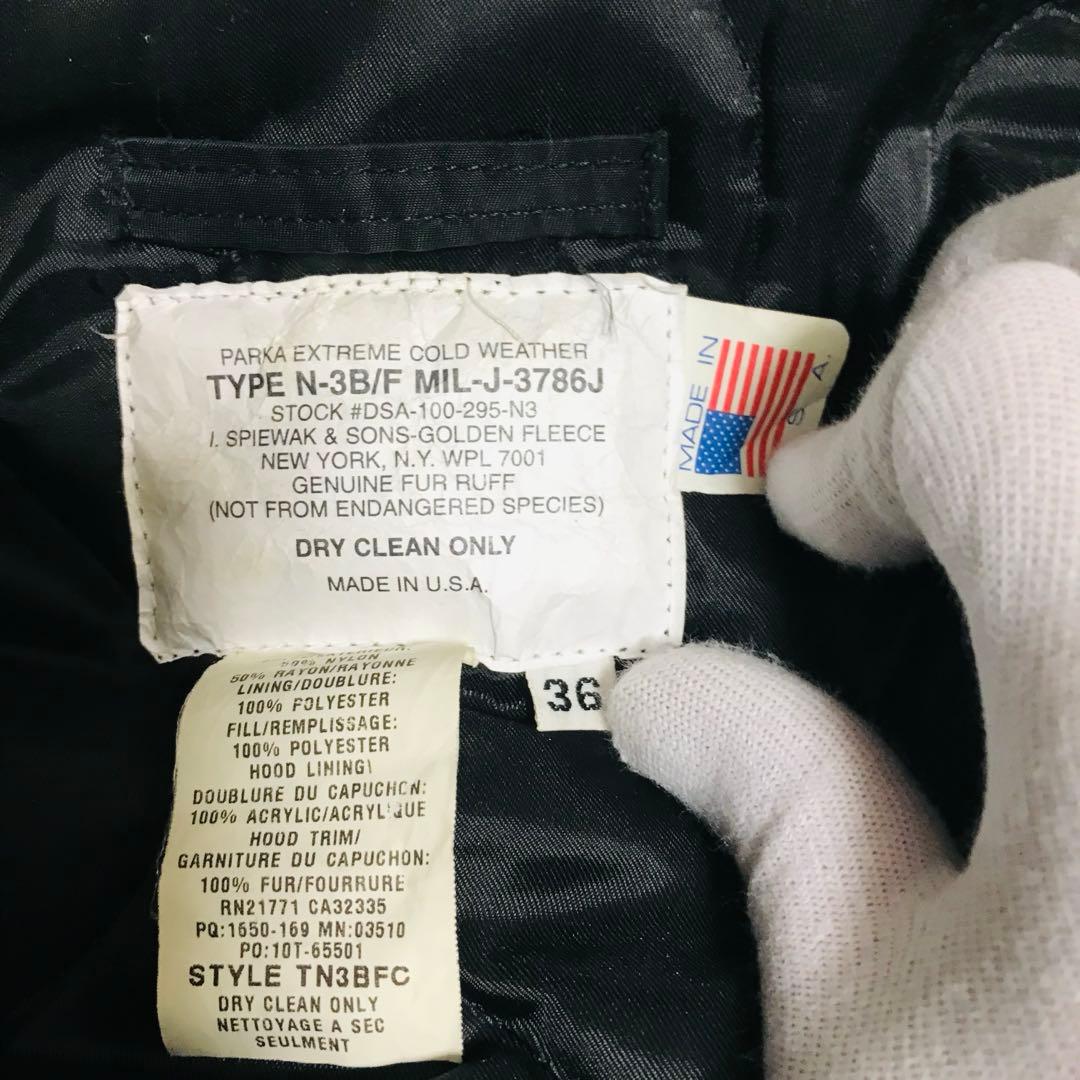 PARKA EXTREME COLD WEATHER
TYPE N-3B/F MIL-J-3786J
STOCK #DSA-100-295-N3
I. SPIEWAK & SONS-GOLDEN FLEECE
NEW YORK, N.Y. WPL 7001
GENUINE FUR RUFF
(NOT FROM ENDANGERED SPECIES)
DRY CLEAN ONLY
MADE IN U.S.A.
MADE IN
S A.
36
50% NYLON
50% RAYON/RAYONNE
LINING/DOUBLURE:
100% POLYESTER
FILL/REMPLISSAGE:
100% POLYESTER
HOOD LINING\
DOUBLURE DU CAPUCHON:
100% ACRYLIC/ACRYLIQUE
HOOD TRIM/
GARNITURE DU CAPUCHON:
100% FUR/FOURRURE
RN21771 CA32335
PQ:1650-169 MN:03510
PO:10T-65501
STYLE TN3BFC
DRY CLEAN ONLY
NETTOYAGE A SEC
SEULMENT